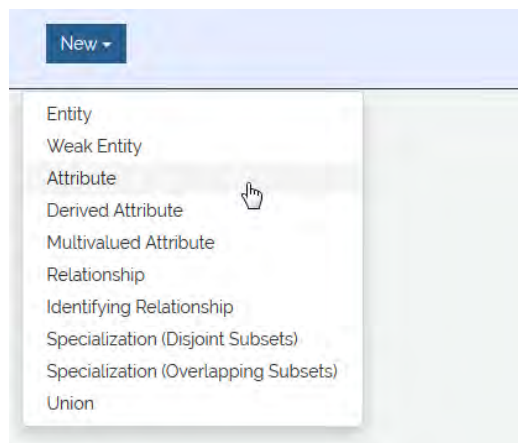 New
Entity
Weak Entity
Attribute
Derived Attribute
Multivalued Attribute
Relationship
Identifying Relationship
Specialization (Disjoint Subsets)
Specialization (Overlapping Subsets)
Union